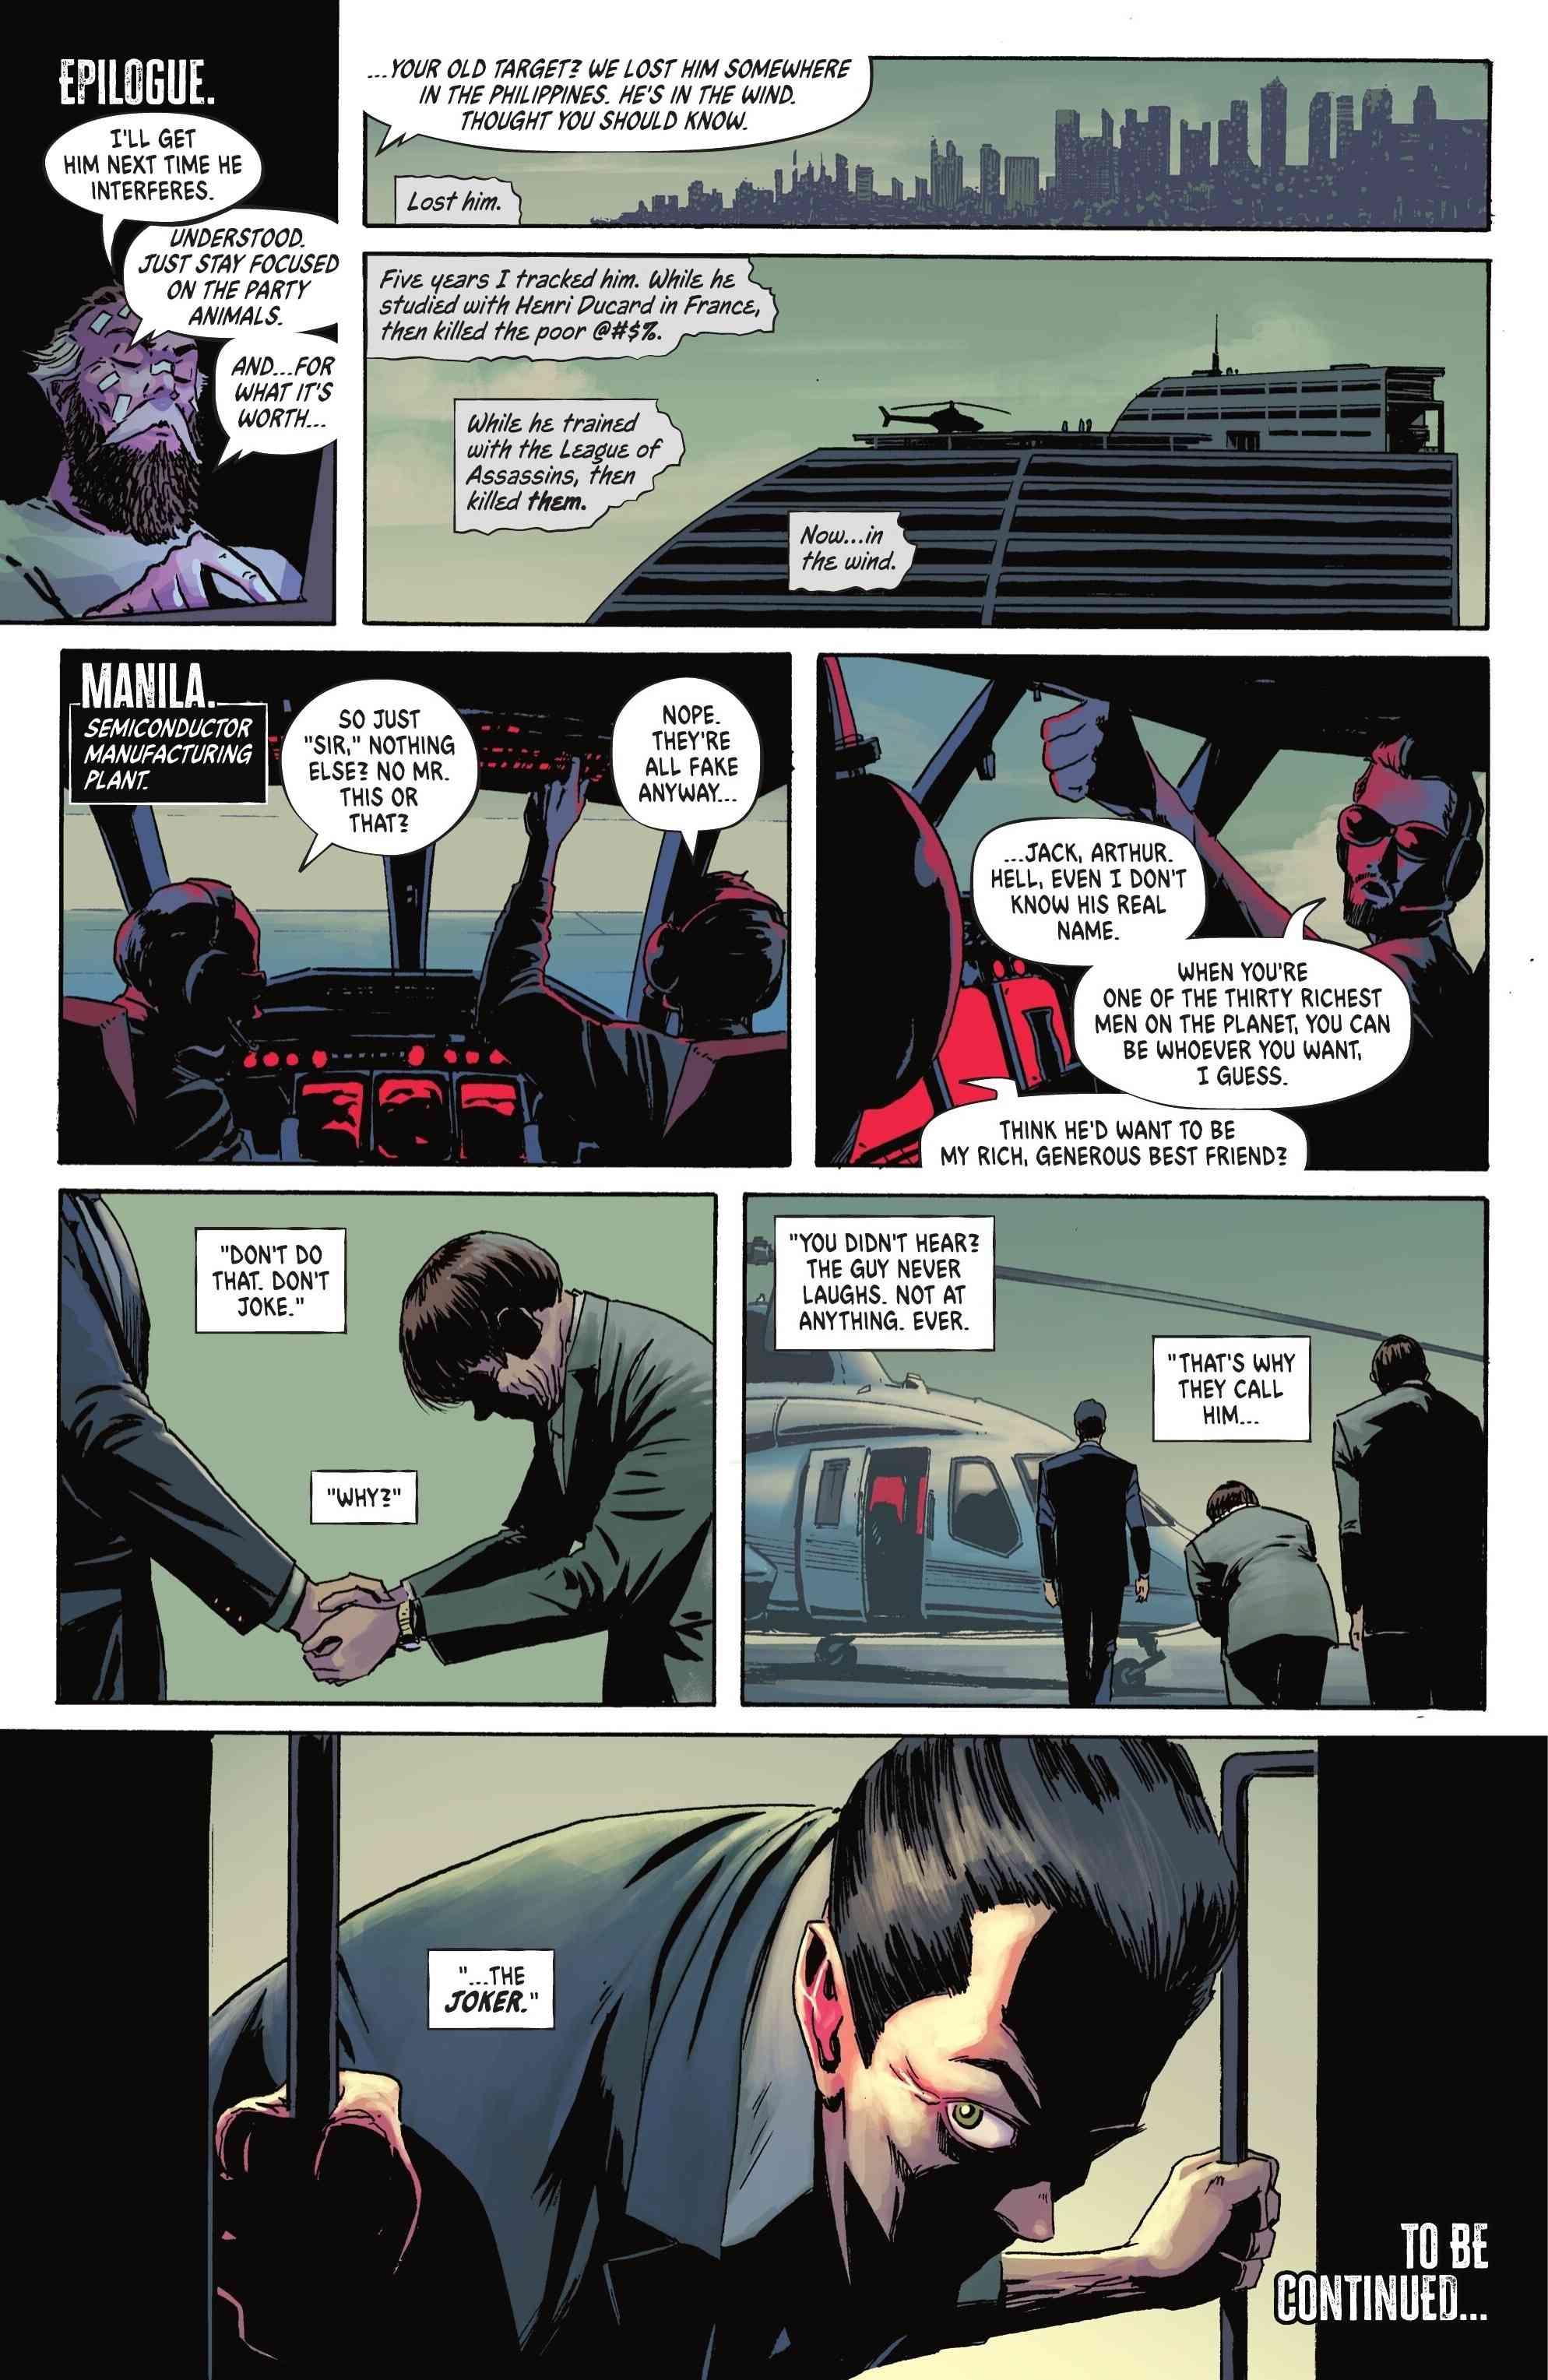 EPILOGUE.
I'LL GET
HIM NEXT TIME HE
INTERFERES.
UNDERSTOOD.
JUST STAY FOCUSED
ON THE PARTY
ANIMALS.
AND...FOR
WHAT IT'S
WORTH...
...YOUR OLD TARGET? WE LOST HIM SOMEWHERE
IN THE PHILIPPINES. HE'S IN THE WIND.
THOUGHT YOU SHOULD KNOW.
Lost him.
Five years I tracked him. While he
studied with Henri Ducard in France,
then killed the poor @#$%.
While he trained
with the League of
Assassins, then
killed them.
Now...in
the wind.
MANILA.
SEMICONDUCTOR
MANUFACTURING
PLANT.
SO JUST
"SIR," NOTHING
ELSE? NO MR.
THIS OR
THAT?
NOPE.
THEY'RE
ALL FAKE
ANYWAY...
...JACK, ARTHUR.
HELL, EVEN I DON'T
KNOW HIS REAL
NAME.
WHEN YOU'RE
ONE OF THE THIRTY RICHEST
MEN ON THE PLANET, YOU CAN
BE WHOEVER YOU WANT,
I GUESS.
THINK HE'D WANT TO BE
MY RICH, GENEROUS BEST FRIEND?
"DON'T DO
THAT. DON'T
JOKE."
"WHY?"
"YOU DIDN'T HEAR?
THE GUY NEVER
LAUGHS. NOT AT
ANYTHING. EVER.
"THAT'S WHY
THEY CALL
HIM...
"...THE
JOKER."
TO BE
CONTINUED...